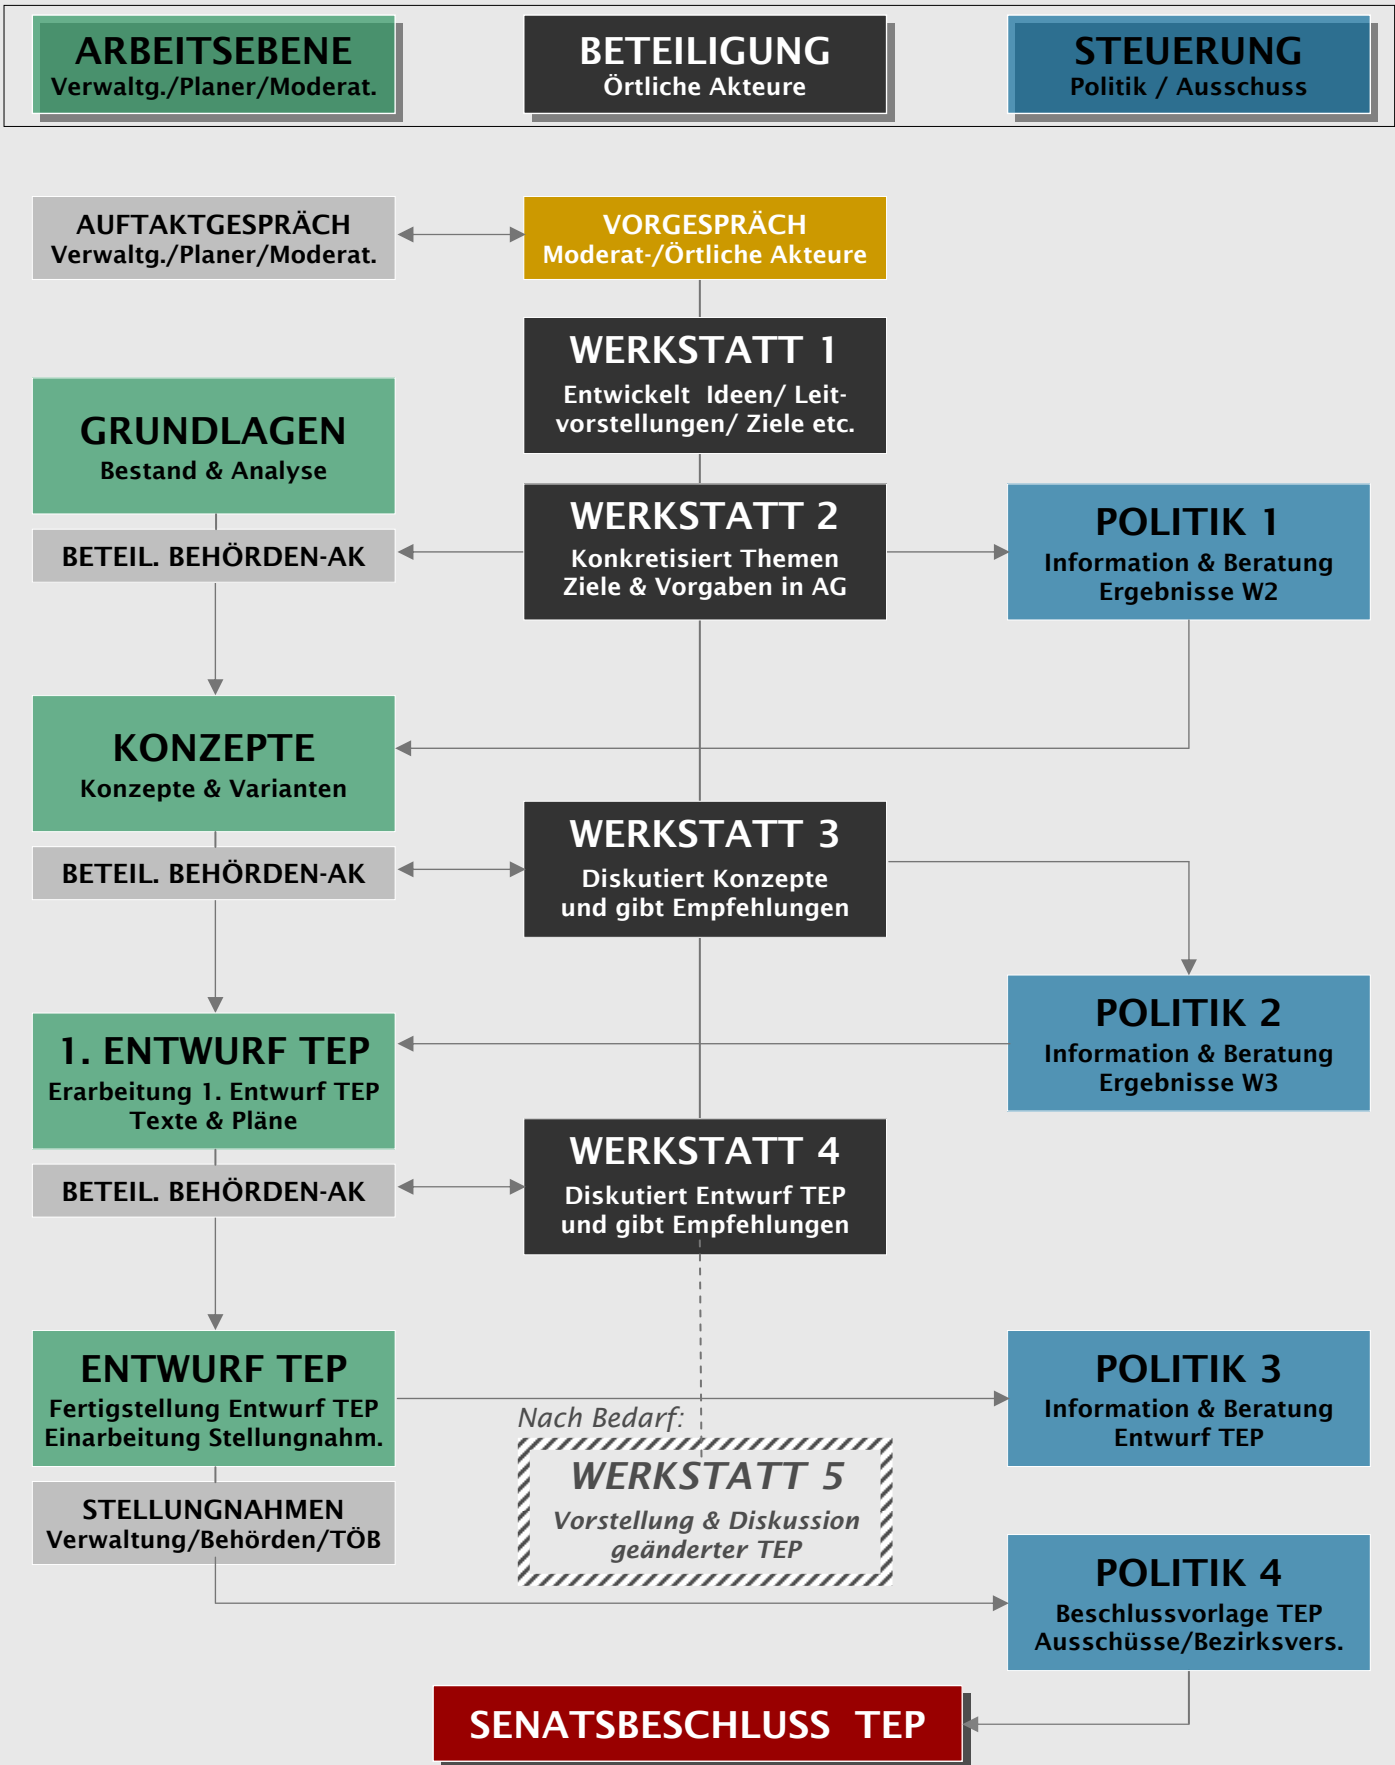 ARBEITSEBENE
Verwaltg./Planer/Moderat.
BETEILIGUNG
Örtliche Akteure
STEUERUNG
Politik / Ausschuss
AUFTAKTGESPRÄCH
Verwaltg./Planer/Moderat.
VORGESPRÄCH
Moderat-/Örtliche Akteure
WERKSTATT 1
Entwickelt Ideen/ Leit-
vorstellungen/ Ziele etc.
GRUNDLAGEN
Bestand & Analyse
BETEIL. BEHÖRDEN-AK
WERKSTATT 2
Konkretisiert Themen
Ziele & Vorgaben in AG
POLITIK 1
Information & Beratung
Ergebnisse W2
KONZEPTE
Konzepte & Varianten
BETEIL. BEHÖRDEN-AK
WERKSTATT 3
Diskutiert Konzepte
und gibt Empfehlungen
POLITIK 2
Information & Beratung
Ergebnisse W3
1. ENTWURF TEP
Erarbeitung 1. Entwurf TEP
Texte & Pläne
BETEIL. BEHÖRDEN-AK
WERKSTATT 4
Diskutiert Entwurf TEP
und gibt Empfehlungen
ENTWURF TEP
Fertigstellung Entwurf TEP
Einarbeitung Stellungnahm.
STELLUNGNAHMEN
Verwaltung/Behörden/TÖB
Nach Bedarf:
WERKSTATT 5
Vorstellung & Diskussion
geänderter TEP
POLITIK 3
Information & Beratung
Entwurf TEP
POLITIK 4
Beschlussvorlage TEP
Ausschüsse/Bezirksvers.
SENATSBESCHLUSS TEP